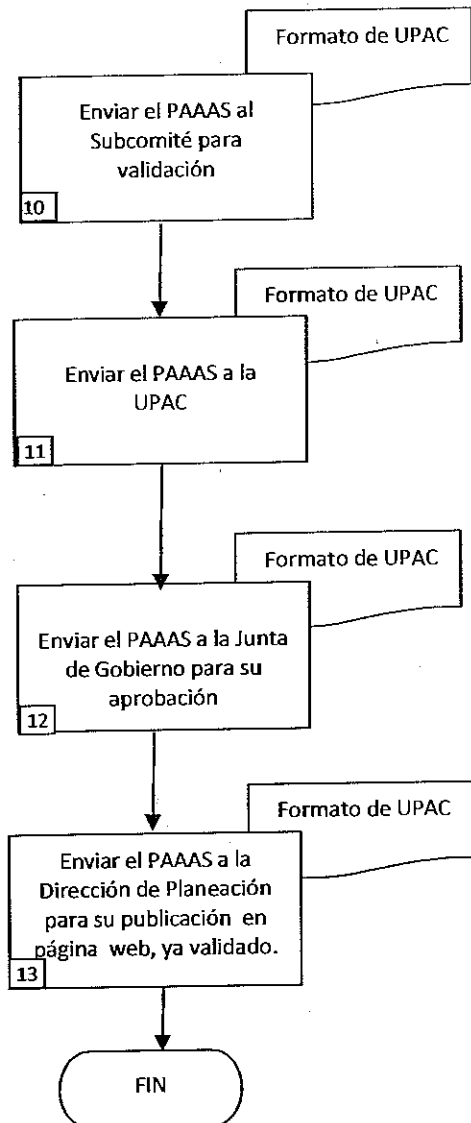 Formato de UPAC
Enviar el PAAAS al
Subcomité para
validación
10
Formato de UPAC
Enviar el PAAAS a la
UPAC
11
Formato de UPAC
Enviar el PAAAS a la Junta
de Gobierno para su
aprobación
12
Formato de UPAC
Enviar el PAAAS a la
Dirección de Planeación
para su publicación en
página web, ya validado.
13
FIN